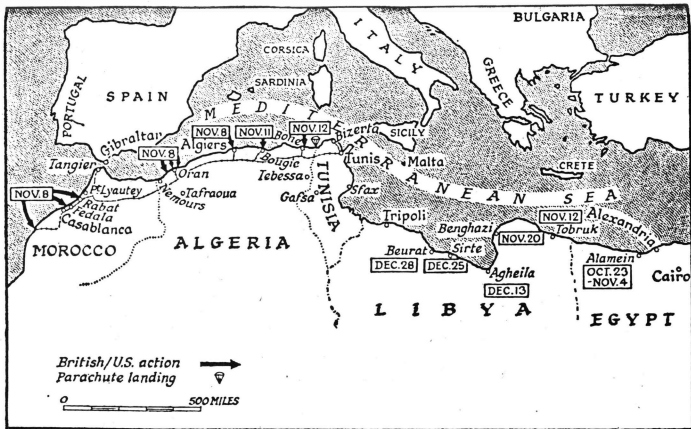 BULGARIA
ITALY
CORSICA
SARDINIA
GREECE
PORTUGAL
SPAIN
TURKEY
MEDITERRANEAN SEA
SICILY
CRETE
Gibraltar
Tangier
NOV.8
Algiers
NOV.8
NOV.11
Bone
NOV.12
Bizerta
Oran
Bougie
Tunis
Malta
NOV.8
Nemours
Tafraoua
Tebessa
Gafsa
Sfax
TUNISIA
Pt.Lyautey
Rabat
Fedala
Casablanca
MOROCCO
ALGERIA
Tripoli
Benghazi
NOV.12
Tobruk
Alexandria
NOV.20
Beurat
DEC.28
Sirte
DEC.25
Agheila
DEC.13
Alamein
OCT.23
-NOV.4
Cairo
LIBYA
EGYPT
British/U.S. action
Parachute landing
0 500 MILES